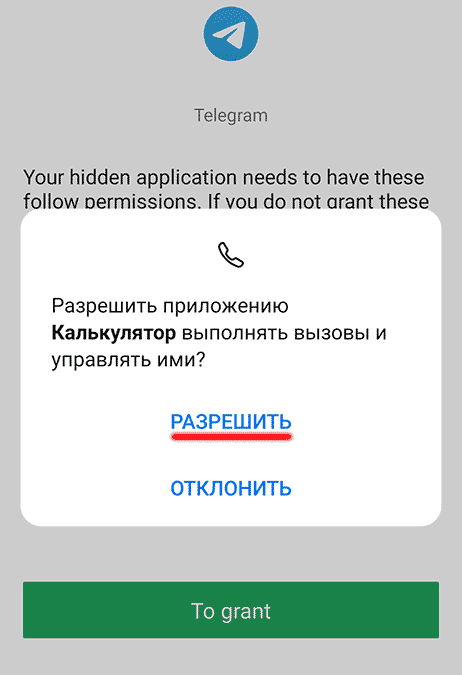 Telegram
Your hidden application needs to have these
follow permissions. If you do not grant these
Разрешить приложению
Калькулятор выполнять вызовы и
управлять ими?
РАЗРЕШИТЬ
ОТКЛОНИТЬ
To grant